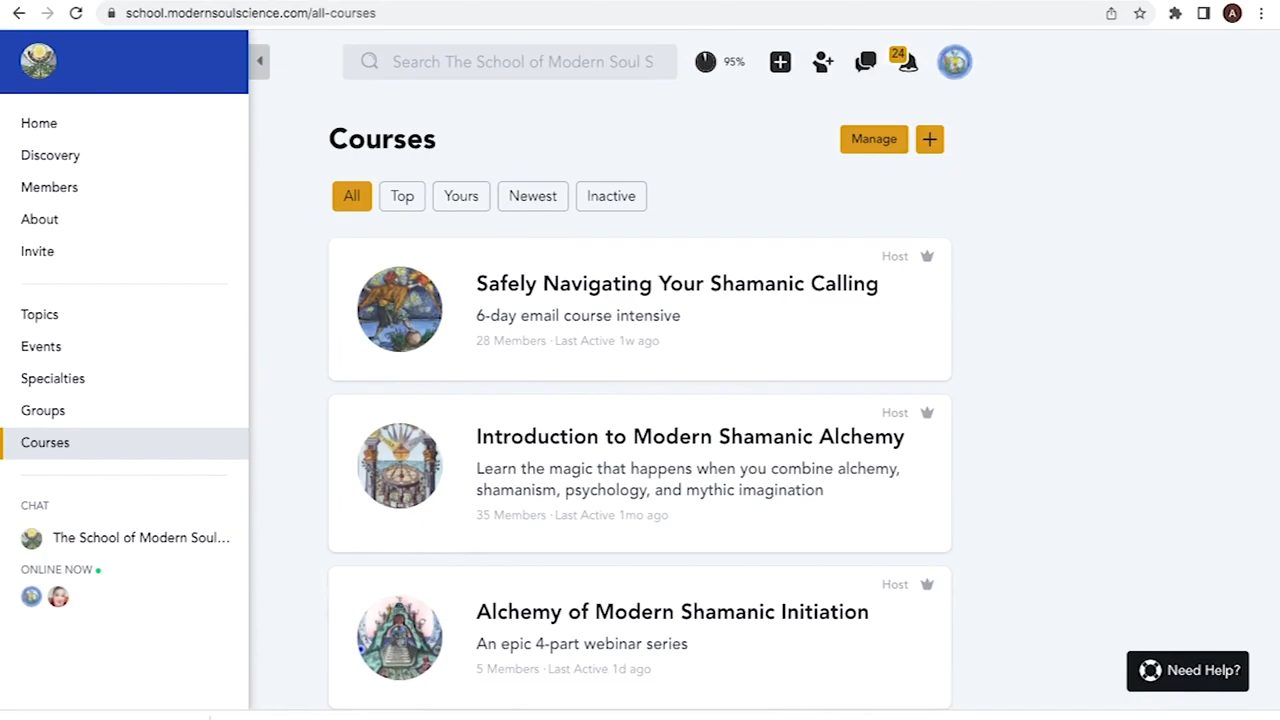 school.modernsoulscience.com/all-courses
A
Search The School of Modern Soul S
95%
24
Home
Discovery
Members
About
Invite
Topics
Events
Specialties
Groups
Courses
CHAT
The School of Modern Soul...
ONLINE NOW
Courses
Manage
All
Top
Yours
Newest
Inactive
Host
Safely Navigating Your Shamanic Calling
6-day email course intensive
28 Members · Last Active 1w ago
Host
Introduction to Modern Shamanic Alchemy
Learn the magic that happens when you combine alchemy,
shamanism, psychology, and mythic imagination
35 Members · Last Active 1mo ago
Host
Alchemy of Modern Shamanic Initiation
An epic 4-part webinar series
5 Members · Last Active 1d ago
Need Help?